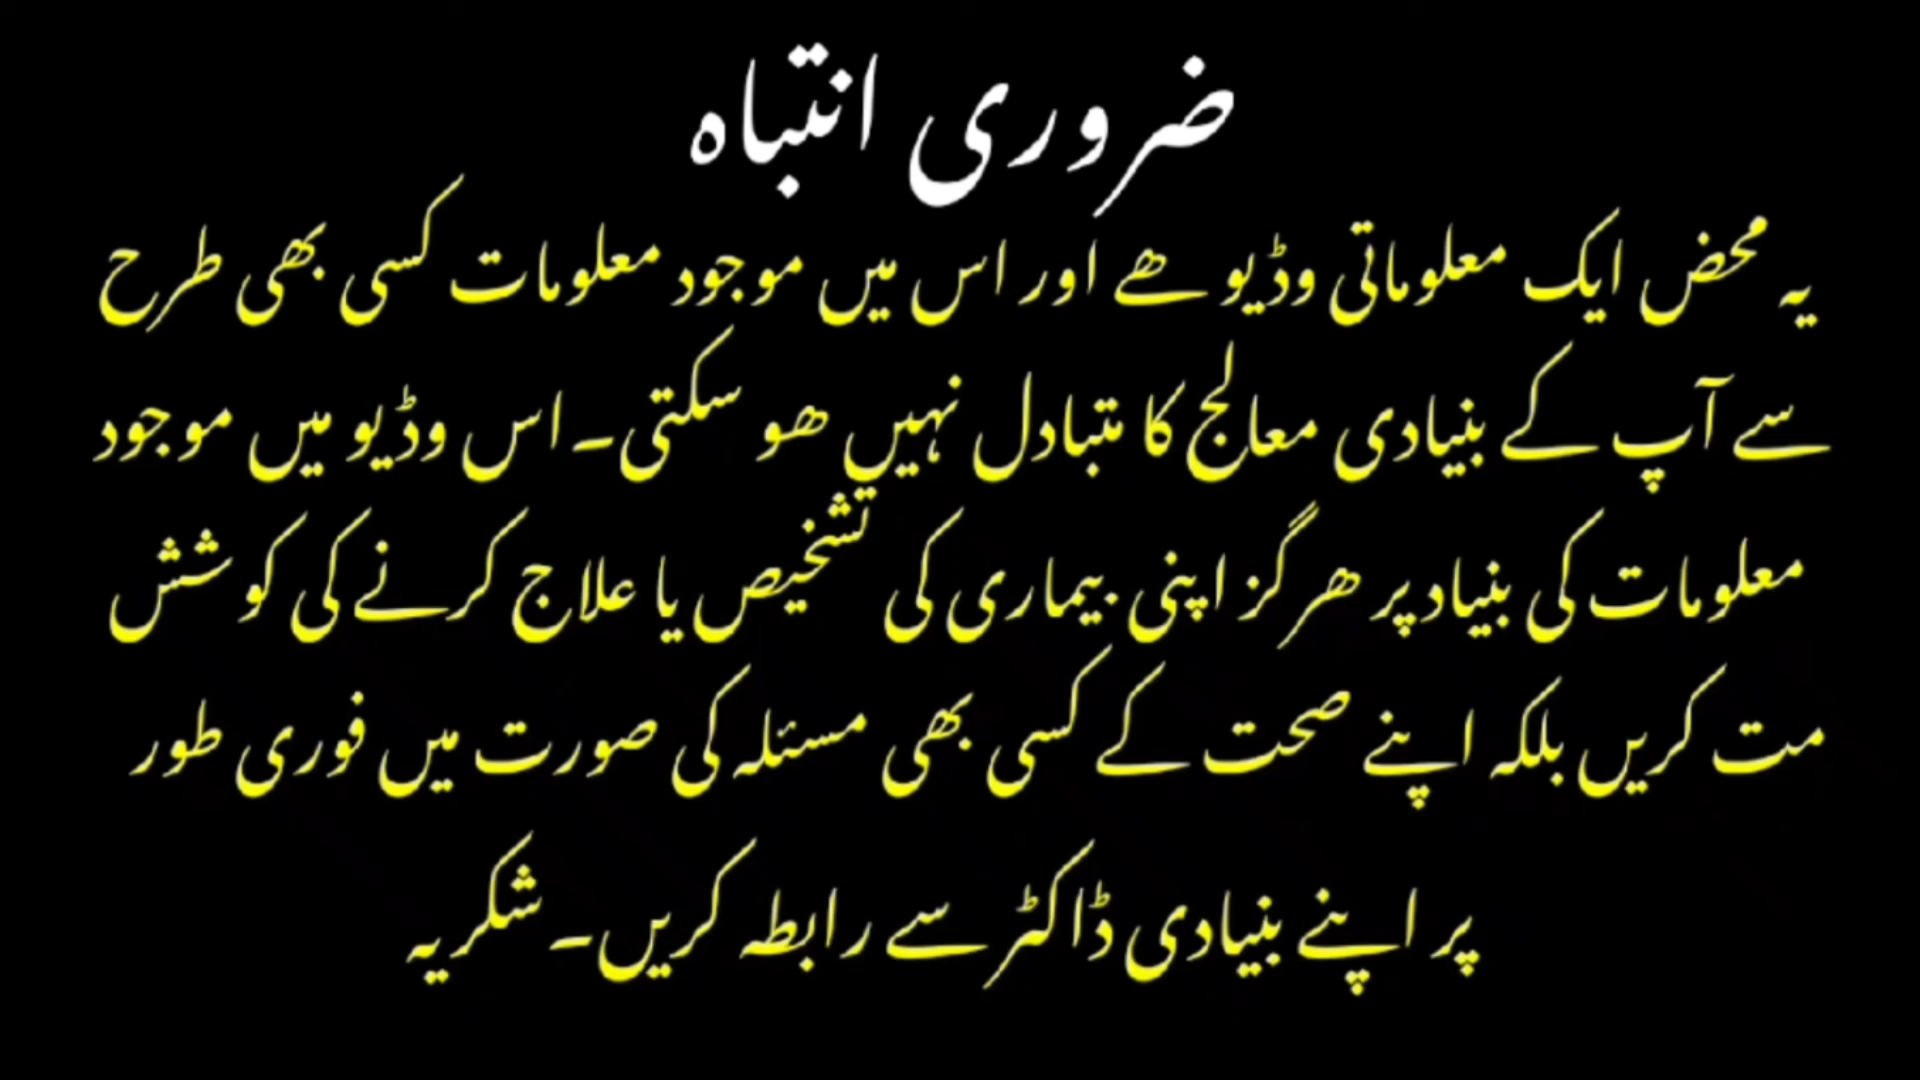 ضروری انتباہ
یہ محض ایک معلوماتی وڈیو ھے اور اس میں موجود معلومات کسی بھی طرح
سے آپ کے بنیادی معالج کا متبادل نہیں ھو سکتی۔ اس وڈیو میں موجود
معلومات کی بنیاد پر ھرگز اپنی بیماری کی تشخیص یا علاج کرنے کی کوشش
مت کریں بلکہ اپنے صحت کے کسی بھی مسئلہ کی صورت میں فوری طور
پر اپنے بنیادی ڈاکٹر سے رابطہ کریں۔ شکریہ